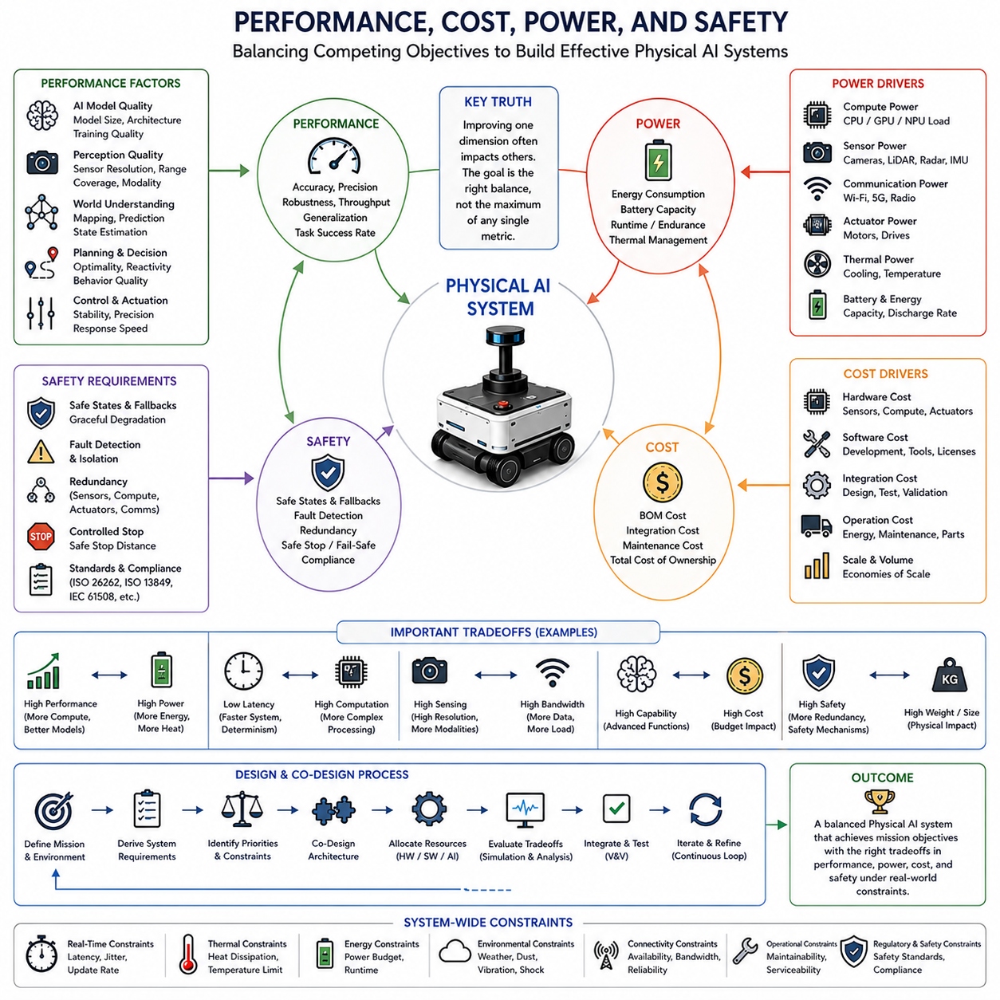 PERFORMANCE, COST, POWER, AND SAFETY
Balancing Competing Objectives to Build Effective Physical AI Systems
PERFORMANCE FACTORS
AI Model Quality
Model Size, Architecture
Training Quality
Perception Quality
Sensor Resolution, Range
Coverage, Modality
World Understanding
Mapping, Prediction
State Estimation
Planning & Decision
Optimality, Reactivity
Behavior Quality
Control & Actuation
Stability, Precision
Response Speed
PERFORMANCE
Accuracy, Precision
Robustness, Throughput
Generalization
Task Success Rate
KEY TRUTH
Improving one
dimension often
impacts others.
The goal is the
right balance,
not the maximum
of any single
metric.
POWER
Energy Consumption
Battery Capacity
Runtime / Endurance
Thermal Management
POWER DRIVERS
Compute Power
CPU / GPU / NPU Load
Sensor Power
Cameras, LiDAR, Radar, IMU
Communication Power
Wi-Fi, 5G, Radio
Actuator Power
Motors, Drives
Thermal Power
Cooling, Temperature
Battery & Energy
Capacity, Discharge Rate
PHYSICAL AI
SYSTEM
SAFETY REQUIREMENTS
Safe States & Fallbacks
Graceful Degradation
Fault Detection
& Isolation
Redundancy
(Sensors, Compute,
Actuators, Comms)
STOP
Controlled Stop
Safe Stop Distance
Standards & Compliance
(ISO 26262, ISO 13849,
IEC 61508, etc.)
SAFETY
Safe States & Fallbacks
Fault Detection
Redundancy
Safe Stop / Fail-Safe
Compliance
COST
$
BOM Cost
Integration Cost
Maintenance Cost
Total Cost of Ownership
COST DRIVERS
Hardware Cost
Sensors, Compute, Actuators
Software Cost
Development, Tools, Licenses
Integration Cost
Design, Test, Validation
Operation Cost
Energy, Maintenance, Parts
Scale & Volume
Economies of Scale
IMPORTANT TRADEOFFS (EXAMPLES)
High Performance
(More Compute,
Better Models)
High Power
(More Energy,
More Heat)
Low Latency
(Faster System,
Determinism)
High Computation
(More Complex
Processing)
High Sensing
(High Resolution,
More Modalities)
High Bandwidth
(More Data,
More Load)
High Capability
(Advanced Functions)
$
High Cost
(Budget Impact)
High Safety
(More Redundancy,
Safety Mechanisms)
KG
High Weight / Size
(Physical Impact)
DESIGN & CO-DESIGN PROCESS
Define Mission
& Environment
Derive System
Requirements
Identify Priorities
& Constraints
Co-Design
Architecture
Allocate Resources
(HW / SW / AI)
Evaluate Tradeoffs
(Simulation & Analysis)
Integrate & Test
(V&V)
Iterate & Refine
(Continuous Loop)
OUTCOME
A balanced Physical AI system
that achieves mission objectives
with the right tradeoffs in
performance, power, cost, and
safety under real-world
constraints.
SYSTEM-WIDE CONSTRAINTS
Real-Time Constraints
Latency, Jitter,
Update Rate
Thermal Constraints
Heat Dissipation,
Temperature Limit
Energy Constraints
Power Budget,
Runtime
Environmental Constraints
Weather, Dust,
Vibration, Shock
Connectivity Constraints
Availability, Bandwidth,
Reliability
Operational Constraints
Maintainability,
Serviceability
Regulatory & Safety Constraints
Safety Standards,
Compliance